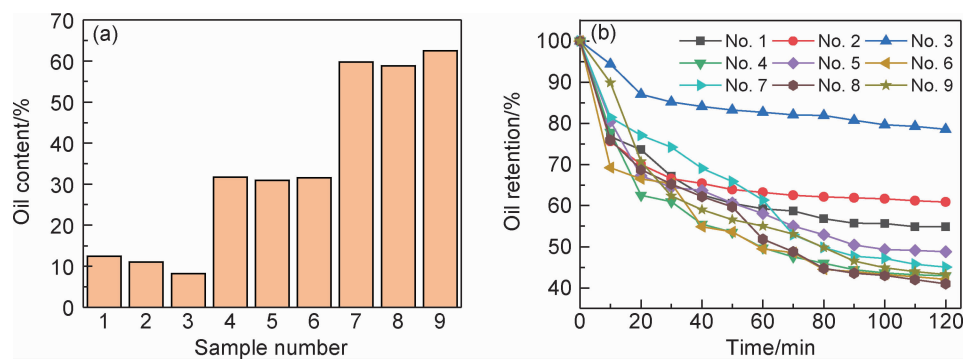 (a)
Oil content/%
70
60
50
40
30
20
10
0
1 2 3 4 5 6 7 8 9
Sample number
(b)
Oil retention/%
100
90
80
70
60
50
40
No. 1 No. 2 No. 3
No. 4 No. 5 No. 6
No. 7 No. 8 No. 9
0 20 40 60 80 100 120
Time/min